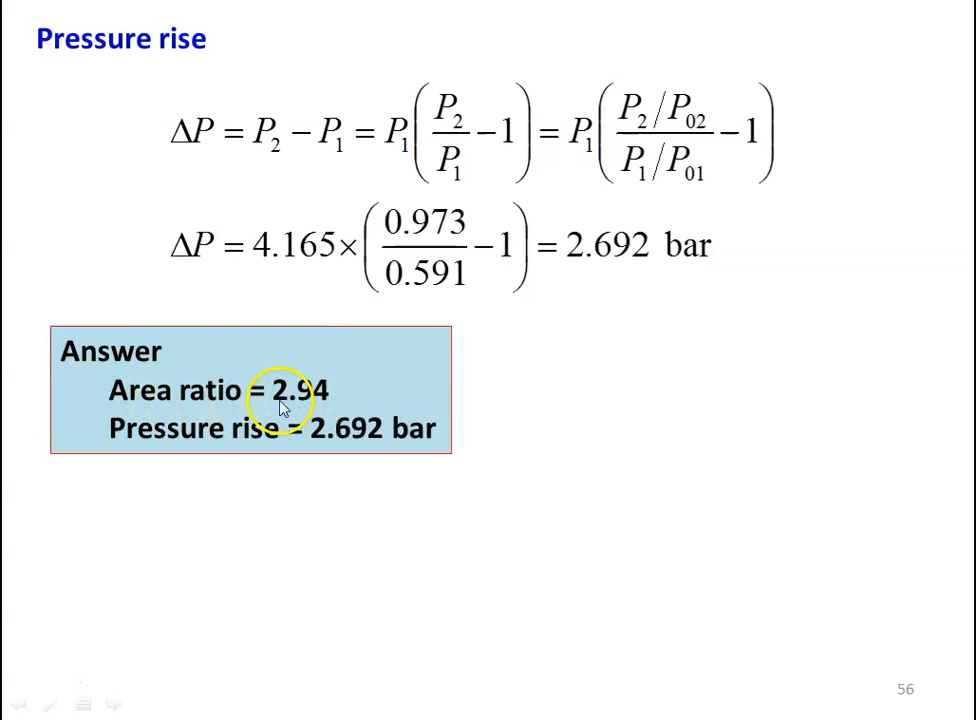 Pressure rise
ΔP = P₂ − P₁ = P₁(P₂/P₁ − 1) = P₁((P₂/P₀₂)/(P₁/P₀₁) − 1)
ΔP = 4.165×(0.973/0.591 − 1) = 2.692 bar
Answer
Area ratio = 2.94
Pressure rise = 2.692 bar
56